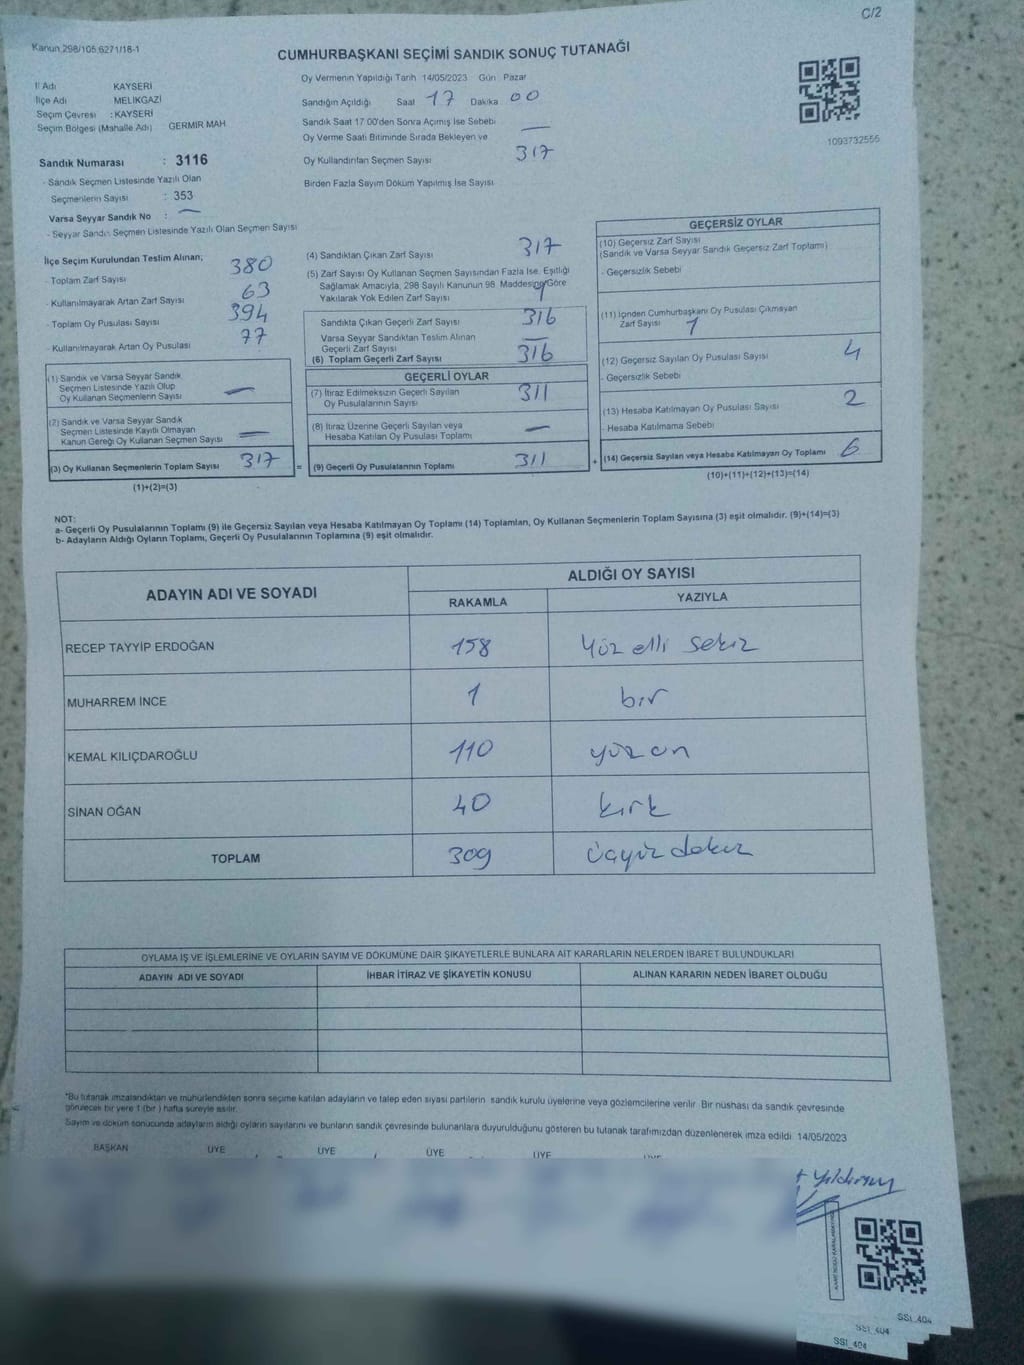 C/2
Kanun 298/105 6271/18-1
CUMHURBAŞKANI SEÇİMİ SANDIK SONUÇ TUTANAĞI
1093732555
İl Adı KAYSERİ
İlçe Adı MELİKGAZİ
Seçim Çevresi : KAYSERİ
Seçim Bölgesi (Mahalle Adı) GERMİR MAH
Sandık Numarası : 3116
- Sandık Seçmen Listesinde Yazılı Olan
Seçmenlerin Sayısı : 353
Varsa Seyyar Sandık No : —
- Seyyar Sandık Seçmen Listesinde Yazılı Olan Seçmen Sayısı
Oy Vermenin Yapıldığı Tarih 14/05/2023 Gün Pazar
Sandığın Açıldığı Saat 17 Dakika 00
Sandık Saat 17.00'den Sonra Açımış İse Sebebi —
Oy Verme Saati Bitiminde Sırada Bekleyen ve
Oy Kullandırılan Seçmen Sayısı 317
Birden Fazla Sayım Döküm Yapılmış İse Sayısı
İlçe Seçim Kurulundan Teslim Alınan;
- Toplam Zarf Sayısı 380
- Kullanılmayarak Artan Zarf Sayısı 63
- Toplam Oy Pusulası Sayısı 394
- Kullanılmayarak Artan Oy Pusulası 77
(1) Sandık ve Varsa Seyyar Sandık
Seçmen Listesinde Yazılı Olup
Oy Kullanan Seçmenlerin Sayısı —
(2) Sandık ve Varsa Seyyar Sandık
Seçmen Listesinde Kayıtlı Olmayan
Kanun Gereği Oy Kullanan Seçmen Sayısı —
(3) Oy Kullanan Seçmenlerin Toplam Sayısı 317
(1)+(2)=(3)
=
(4) Sandıktan Çıkan Zarf Sayısı 317
(5) Zarf Sayısı Oy Kullanan Seçmen Sayısından Fazla İse, Eşitliği
Sağlamak Amacıyla, 298 Sayılı Kanunun 98. Maddesine Göre
Yakılarak Yok Edilen Zarf Sayısı
Sandıkta Çıkan Geçerli Zarf Sayısı 316
Varsa Seyyar Sandıktan Teslim Alınan
Geçerli Zarf Sayısı —
(6) Toplam Geçerli Zarf Sayısı 316
GEÇERLİ OYLAR
(7) İtiraz Edilmeksizin Geçerli Sayılan
Oy Pusulalarının Sayısı 311
(8) İtiraz Üzerine Geçerli Sayılan veya
Hesaba Katılan Oy Pusulası Toplamı —
(9) Geçerli Oy Pusulalarının Toplamı 311
+
GEÇERSİZ OYLAR
(10) Geçersiz Zarf Sayısı
(Sandık ve Varsa Seyyar Sandık Geçersiz Zarf Toplamı)
- Geçersizlik Sebebi
(11) İçinden Cumhurbaşkanı Oy Pusulası Çıkmayan
Zarf Sayısı 1
(12) Geçersiz Sayılan Oy Pusulası Sayısı 4
- Geçersizlik Sebebi
(13) Hesaba Katılmayan Oy Pusulası Sayısı 2
- Hesaba Katılmama Sebebi
(14) Geçersiz Sayılan veya Hesaba Katılmayan Oy Toplamı 6
(10)+(11)+(12)+(13)=(14)
NOT:
a- Geçerli Oy Pusulalarının Toplamı (9) ile Geçersiz Sayılan veya Hesaba Katılmayan Oy Toplamı (14) Toplamları, Oy Kullanan Seçmenlerin Toplam Sayısına (3) eşit olmalıdır. (9)+(14)=(3)
b- Adayların Aldığı Oyların Toplamı, Geçerli Oy Pusulalarının Toplamına (9) eşit olmalıdır.
ADAYIN ADI VE SOYADI ALDIĞI OY SAYISI
RAKAMLA YAZIYLA
RECEP TAYYİP ERDOĞAN 158 Yüz elli sekiz
MUHARREM İNCE 1 bir
KEMAL KILIÇDAROĞLU 110 yüz on
SİNAN OĞAN 40 kırk
TOPLAM 309 üçyüz dokuz
OYLAMA İŞ VE İŞLEMLERİNE VE OYLARIN SAYIM VE DÖKÜMÜNE DAİR ŞİKAYETLERLE BUNLARA AİT KARARLARIN NELERDEN İBARET BULUNDUKLARI
ADAYIN ADI VE SOYADI İHBAR İTİRAZ VE ŞİKAYETİN KONUSU ALINAN KARARIN NEDEN İBARET OLDUĞU
*Bu tutanak imzalandıktan ve mühürlendikten sonra seçime katılan adayların ve talep eden siyasi partilerin sandık kurulu üyelerine veya gözlemcilerine verilir. Bir nüshası da sandık çevresinde
görülecek bir yere 1 (bir ) hafta süreyle asılır.
Sayım ve döküm sonucunda adayların aldığı oyların sayılarını ve bunların sandık çevresinde bulunanlara duyurulduğunu gösteren bu tutanak tarafımızdan düzenlenerek imza edildi. 14/05/2023
BAŞKAN ÜYE ÜYE ÜYE ÜYE ÜYE
Yıldırım
SSI_404
SSI_404
SSI_404